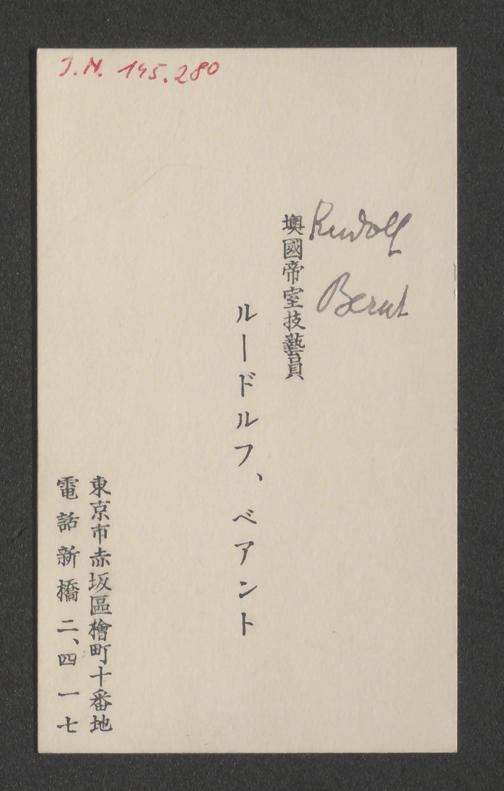 J.N. 145.280
Rudolf
Bernt
墺國帝室技藝員
ルードルフ、ベアント
東京市赤坂區檜町十番地
電話新橋二、四一七